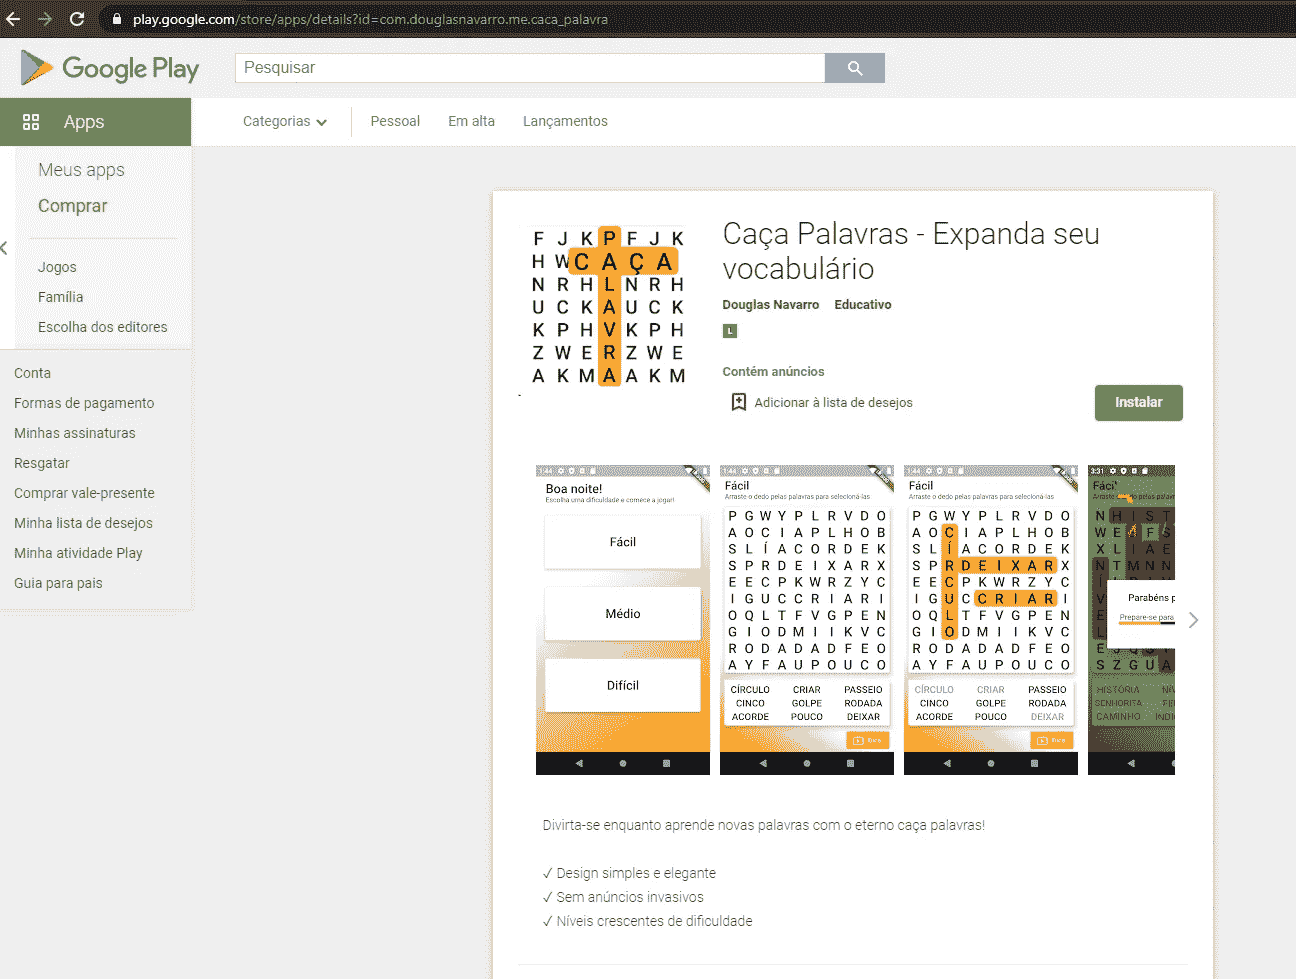 play.google.com/store/apps/details?id=com.douglasnavarro.me.caca_palavra
Google Play
Pesquisar
Apps
Categorias
Pessoal
Em alta
Lançamentos
Meus apps
Comprar
Jogos
Família
Escolha dos editores
Conta
Formas de pagamento
Minhas assinaturas
Resgatar
Comprar vale-presente
Minha lista de desejos
Minha atividade Play
Guia para pais
F J K P F J K
H W C A Ç A
N R H L N R H
U C K A U C K
K P H V K P H
Z W E R Z W E
A K M A A K M
Caça Palavras - Expanda seu
vocabulário
Douglas Navarro Educativo
L
Contém anúncios
Adicionar à lista de desejos
Instalar
Boa noite!
Escolha uma dificuldade e comece a jogar!
Fácil
Médio
Difícil
Fácil
Arraste o dedo pelas palavras para selecioná-las
P G W Y P L R V D O
A O C I A P L H O B
S L Í A C O R D E K
S P R D E I X A R X
E E C P K W R Z Y C
I G U C C R I A R I
O Q L T F V G P E N
G I O D M I I K V C
R O D A D A D F E O
A Y F A U P O U C O
CÍRCULO CRIAR PASSEIO
CINCO GOLPE RODADA
ACORDE POUCO DEIXAR
Fácil
Arraste o dedo pelas palavras para selecioná-las
P G W Y P L R V D O
A O C I A P L H O B
S L Í A C O R D E K
S P R D E I X A R X
E E C P K W R Z Y C
I G U C C R I A R I
O Q L T F V G P E N
G I O D M I I K V C
R O D A D A D F E O
A Y F A U P O U C O
CÍRCULO CRIAR PASSEIO
CINCO GOLPE RODADA
ACORDE POUCO DEIXAR
3:31
Parabéns p
Prepare-se para
HISTÓRIA
SENHORITA
CAMINHO
Divirta-se enquanto aprende novas palavras com o eterno caça palavras!
✓ Design simples e elegante
✓ Sem anúncios invasivos
✓ Níveis crescentes de dificuldade